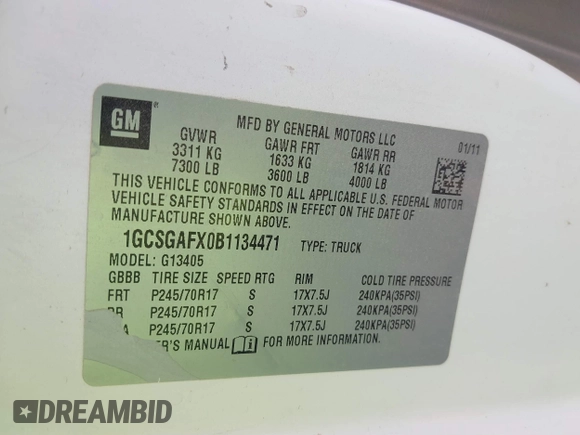 GM
MFD BY GENERAL MOTORS LLC
01/11
GVWR GAWR FRT GAWR RR
3311 KG 1633 KG 1814 KG
7300 LB 3600 LB 4000 LB
THIS VEHICLE CONFORMS TO ALL APPLICABLE U.S. FEDERAL MOTOR
VEHICLE SAFETY STANDARDS IN EFFECT ON THE DATE OF
MANUFACTURE SHOWN ABOVE.
1GCSGAFX0B1134471 TYPE: TRUCK
MODEL: G13405
GBBB TIRE SIZE SPEED RTG RIM COLD TIRE PRESSURE
FRT P245/70R17 S 17X7.5J 240KPA(35PSI)
RR P245/70R17 S 17X7.5J 240KPA(35PSI)
A P245/70R17 S 17X7.5J 240KPA(35PSI)
ER'S MANUAL FOR MORE INFORMATION.
DREAMBID